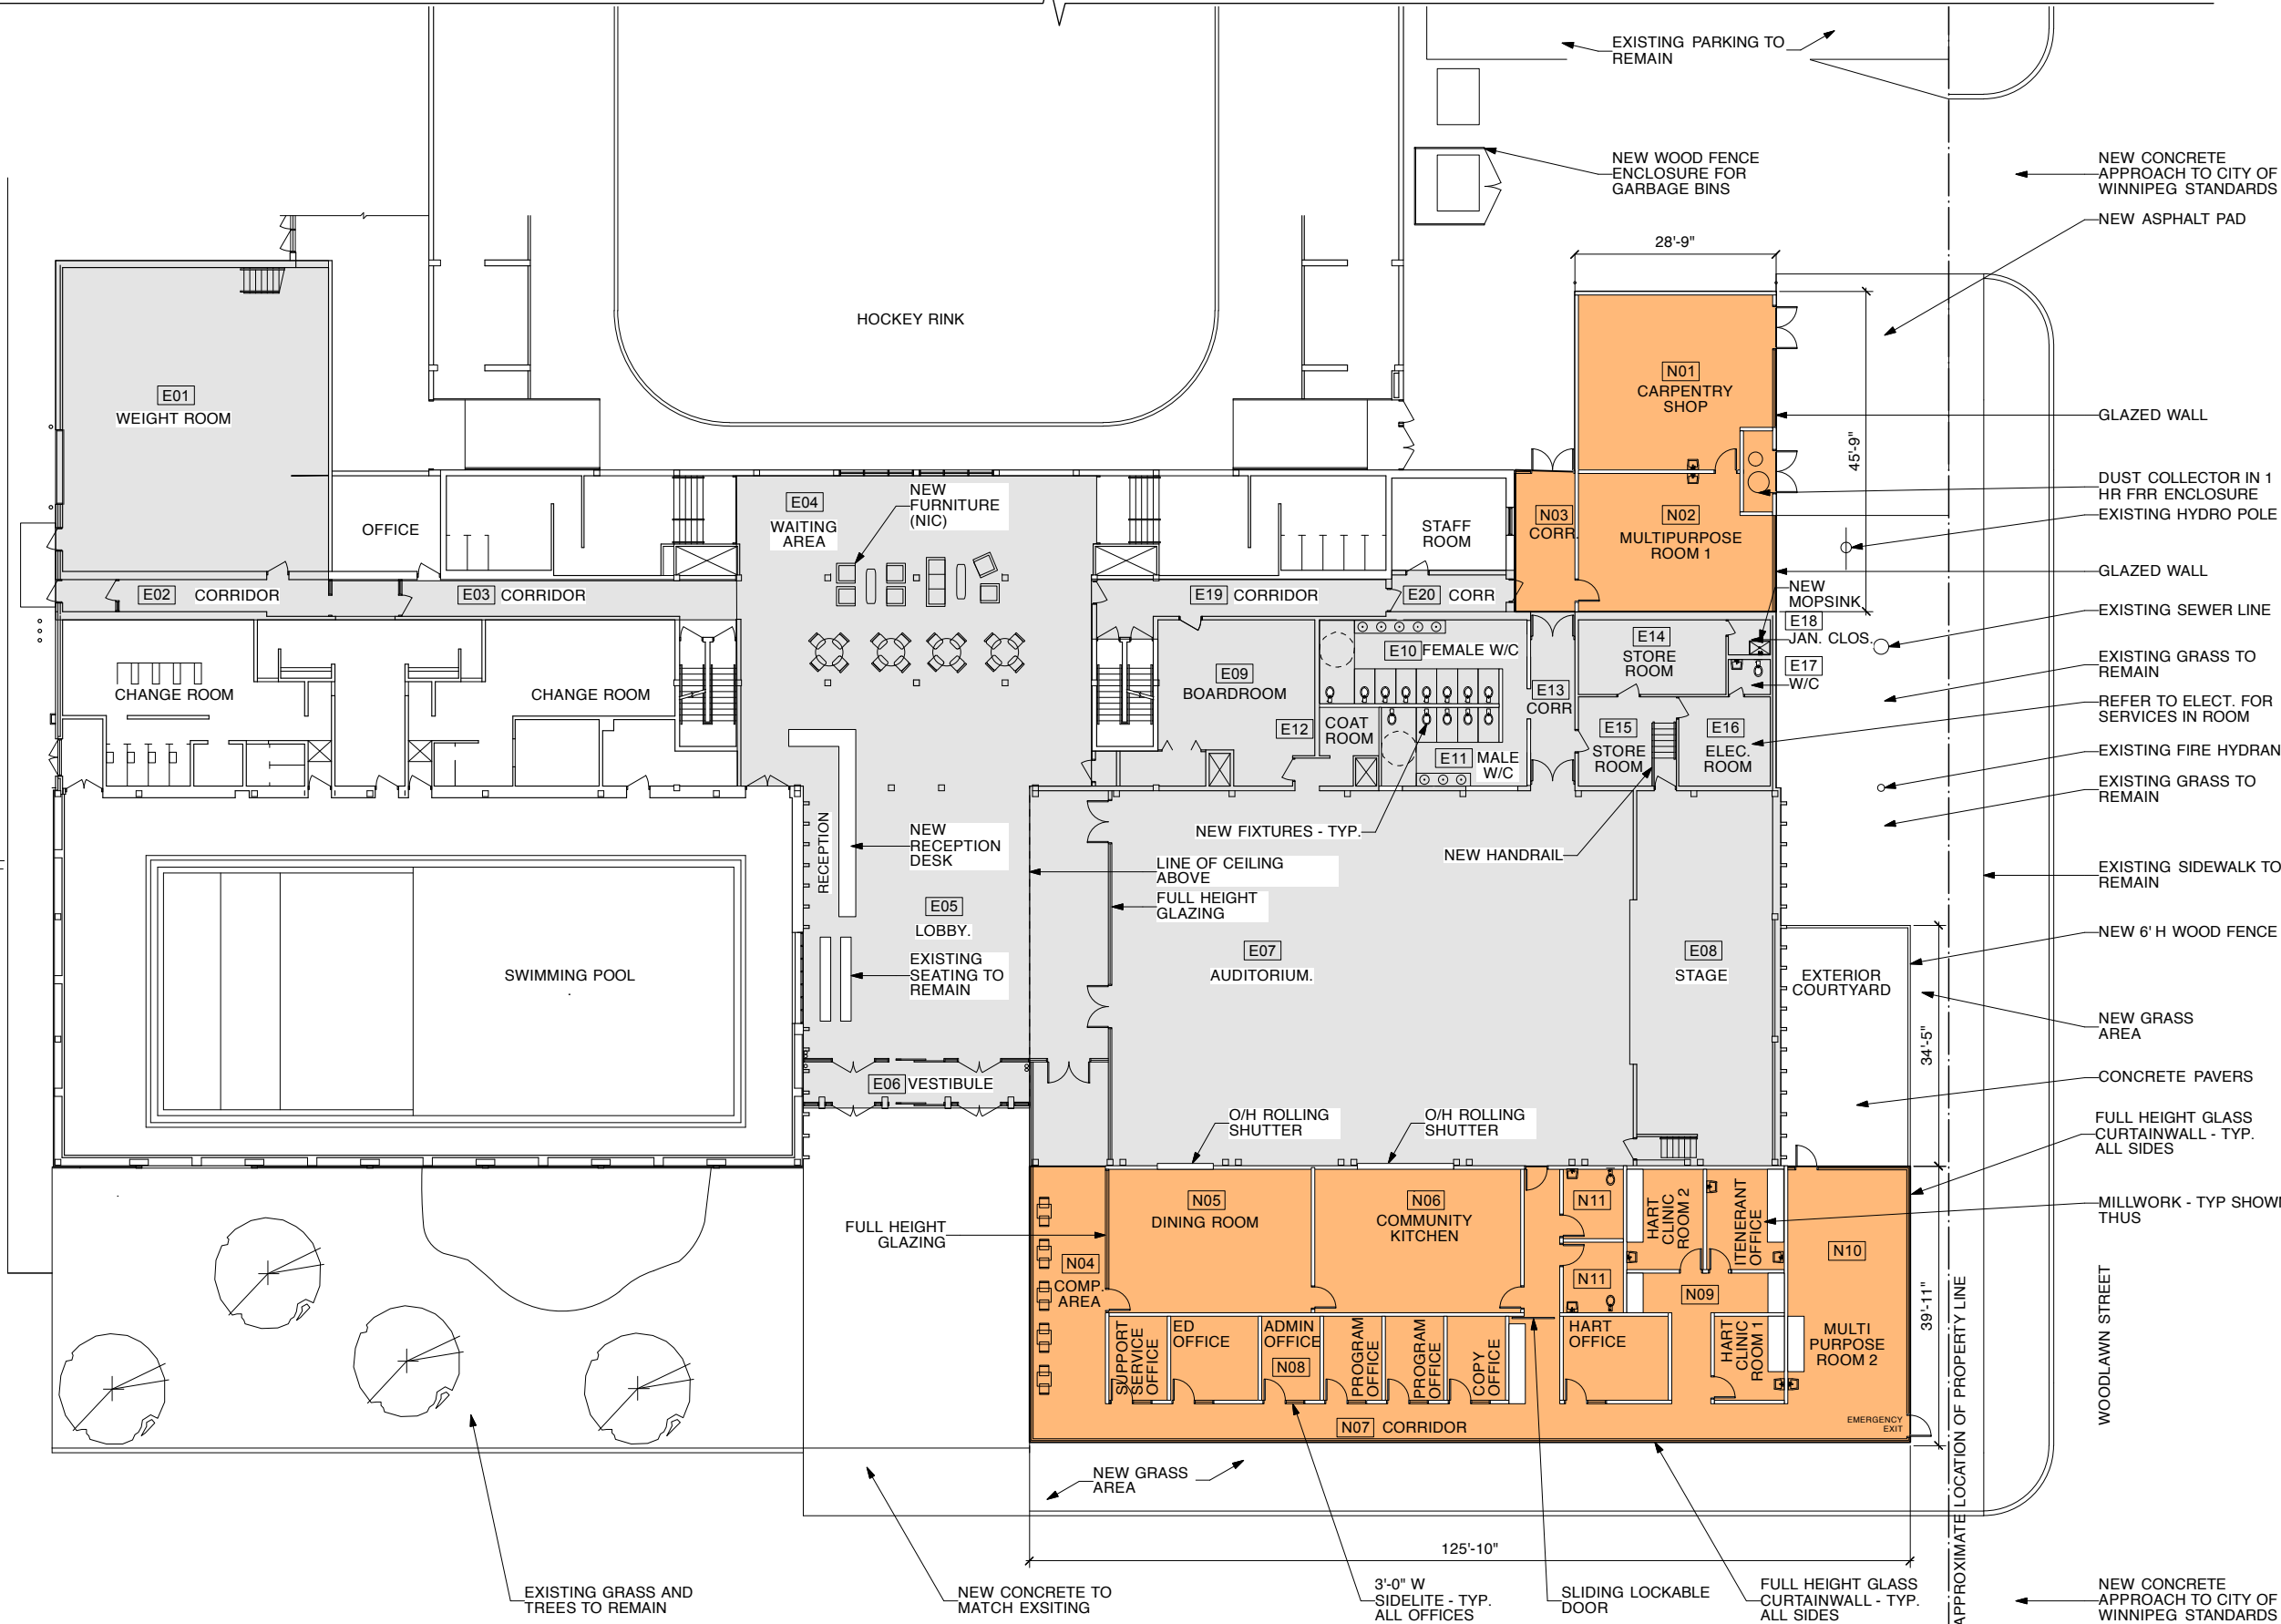 EXISTING PARKING TO
REMAIN
NEW WOOD FENCE
ENCLOSURE FOR
GARBAGE BINS
NEW CONCRETE
APPROACH TO CITY OF
WINNIPEG STANDARDS
NEW ASPHALT PAD
28'-9"
45'-9"
HOCKEY RINK
E01
WEIGHT ROOM
OFFICE
E02 CORRIDOR
E03 CORRIDOR
E04
WAITING
AREA
NEW
FURNITURE
(NIC)
STAFF
ROOM
N01
CARPENTRY
SHOP
N03
CORR.
N02
MULTIPURPOSE
ROOM 1
GLAZED WALL
DUST COLLECTOR IN 1
HR FRR ENCLOSURE
EXISTING HYDRO POLE
GLAZED WALL
NEW
MOPSINK
EXISTING SEWER LINE
E18
JAN. CLOS.
E17
W/C
EXISTING GRASS TO
REMAIN
REFER TO ELECT. FOR
SERVICES IN ROOM
EXISTING FIRE HYDRAN
EXISTING GRASS TO
REMAIN
EXISTING SIDEWALK TO
REMAIN
NEW 6' H WOOD FENCE
E19 CORRIDOR
E20 CORR
E09
BOARDROOM
E10 FEMALE W/C
E12
COAT
ROOM
E11 MALE
W/C
E13
CORR
E14
STORE
ROOM
E15
STORE
ROOM
E16
ELEC.
ROOM
CHANGE ROOM
CHANGE ROOM
RECEPTION
NEW
RECEPTION
DESK
E05
LOBBY.
EXISTING
SEATING TO
REMAIN
SWIMMING POOL
NEW FIXTURES - TYP.
NEW HANDRAIL
LINE OF CEILING
ABOVE
FULL HEIGHT
GLAZING
E07
AUDITORIUM.
E08
STAGE
EXTERIOR
COURTYARD
34'-5"
NEW GRASS
AREA
CONCRETE PAVERS
FULL HEIGHT GLASS
CURTAINWALL - TYP.
ALL SIDES
E06 VESTIBULE
O/H ROLLING
SHUTTER
O/H ROLLING
SHUTTER
FULL HEIGHT
GLAZING
N04
COMP.
AREA
N05
DINING ROOM
N06
COMMUNITY
KITCHEN
N11
N11
HART
CLINIC
ROOM 2
ITENERANT
OFFICE
N10
MULTI
PURPOSE
ROOM 2
MILLWORK - TYP
THUS
N09
SUPPORT
SERVICE
OFFICE
ED
OFFICE
ADMIN
OFFICE
N08
PROGRAM
OFFICE
PROGRAM
OFFICE
COPY
OFFICE
HART
OFFICE
HART
CLINIC
ROOM 1
39'-11"
N07 CORRIDOR
EMERGENCY
EXIT
WOODLAWN STREET
APPROXIMATE LOCATION OF PROPERTY LINE
NEW GRASS
AREA
125'-10"
EXISTING GRASS AND
TREES TO REMAIN
NEW CONCRETE TO
MATCH EXSITING
3'-0" W
SIDELITE - TYP.
ALL OFFICES
SLIDING LOCKABLE
DOOR
FULL HEIGHT GLASS
CURTAINWALL - TYP.
ALL SIDES
NEW CONCRETE
APPROACH TO CITY OF
WINNIPEG STANDARDS